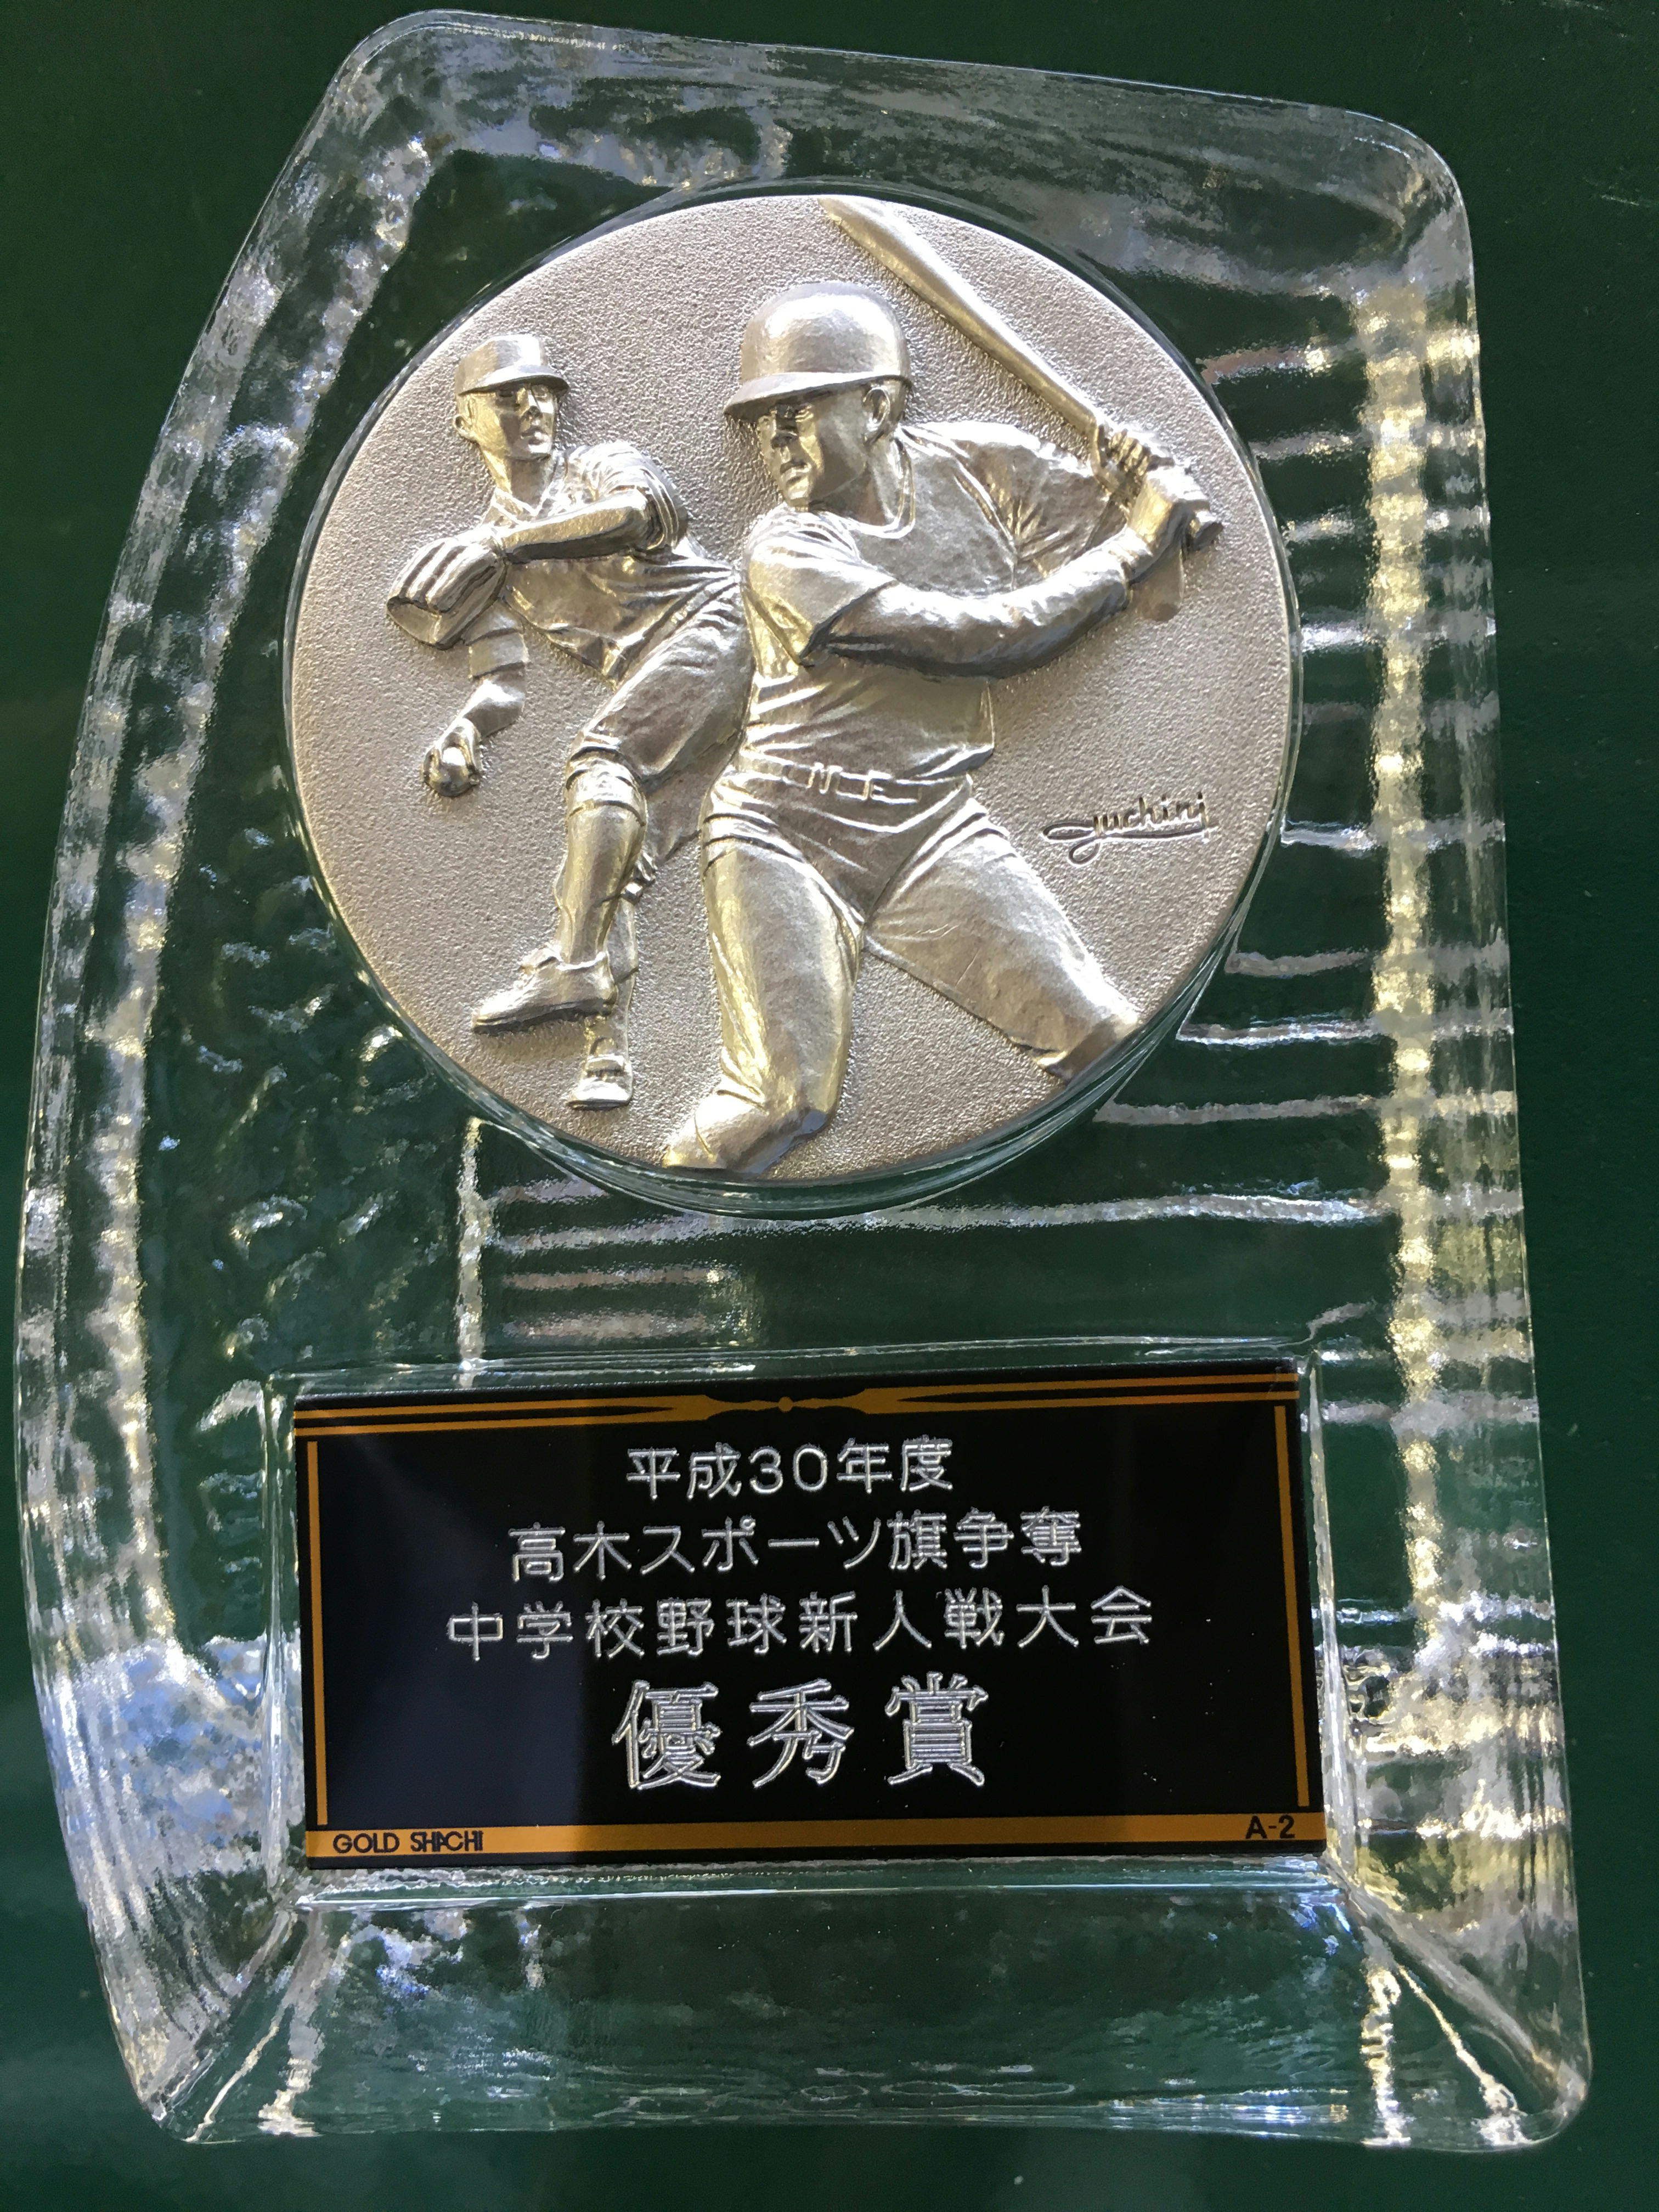 yuchinj
平成30年度
高木スポーツ旗争奪
中学校野球新人戦大会
優秀賞
GOLD SHACHI
A-2